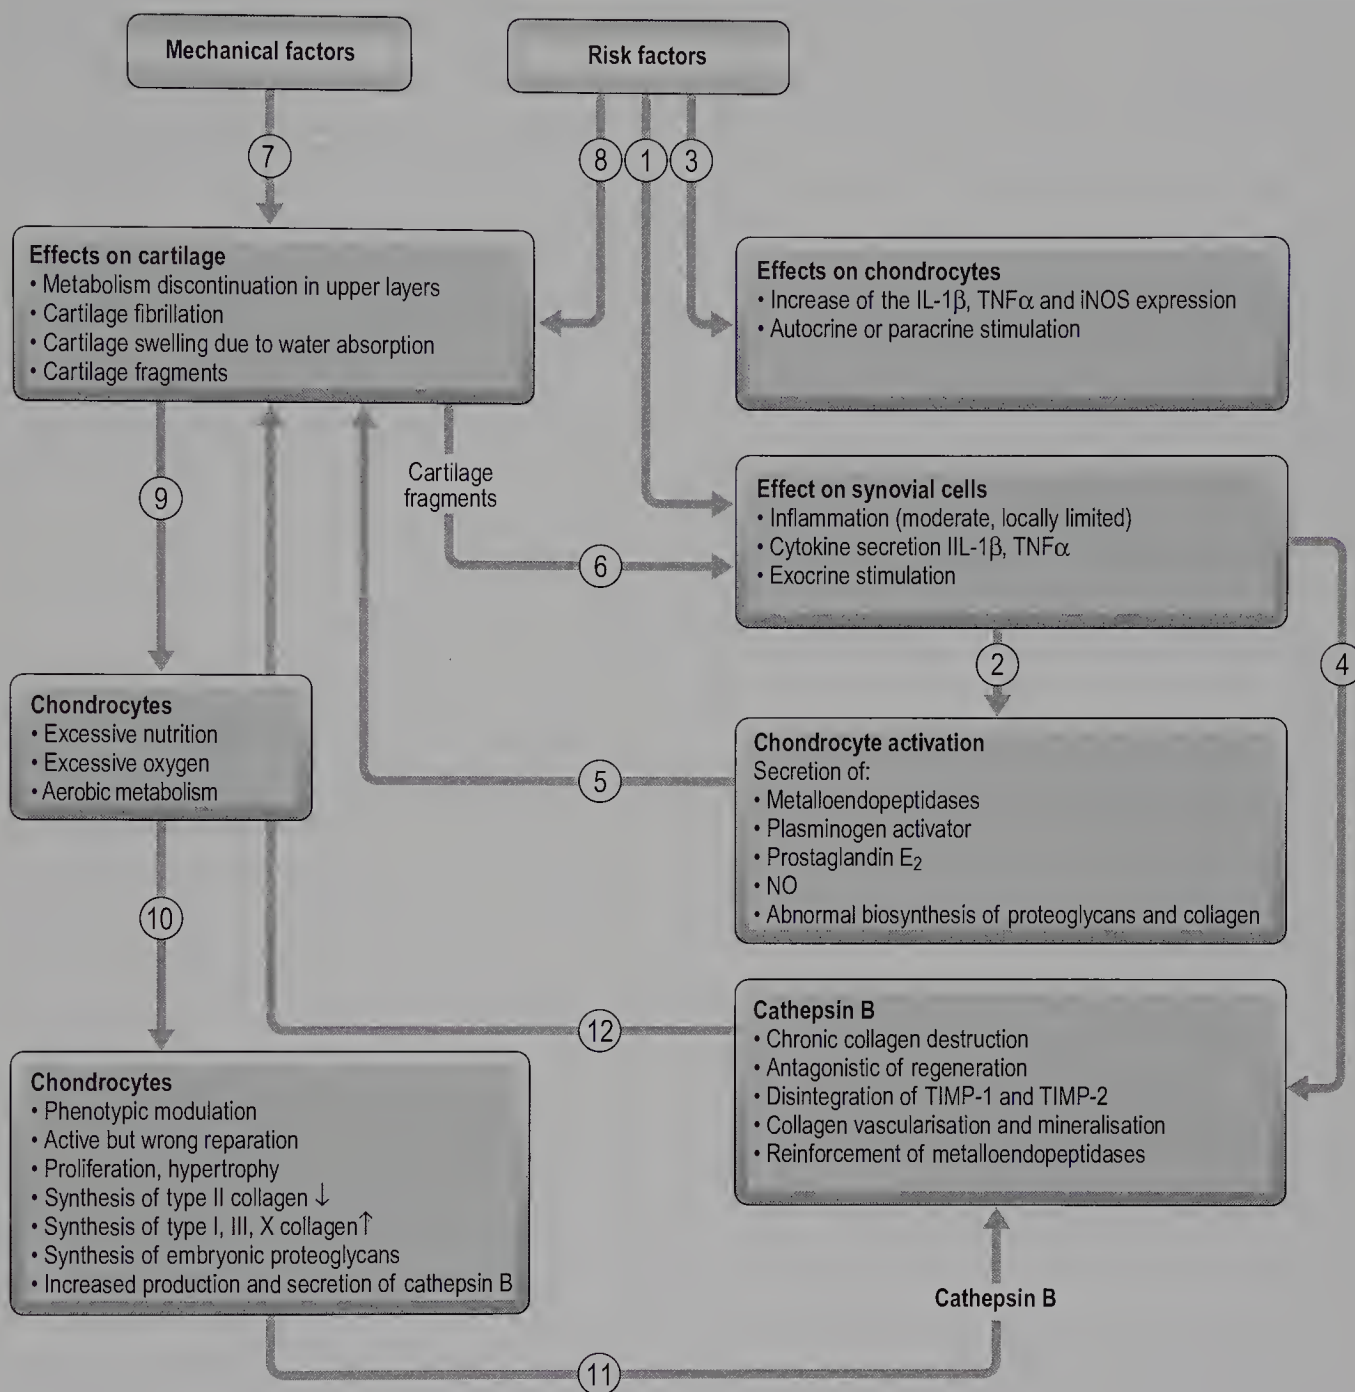 Mechanical factors
Risk factors
7
8
1
3
Effects on cartilage
• Metabolism discontinuation in upper layers
• Cartilage fibrillation
• Cartilage swelling due to water absorption
• Cartilage fragments
Effects on chondrocytes
• Increase of the IL-1β, TNFα and iNOS expression
• Autocrine or paracrine stimulation
9
Cartilage
fragments
6
Effect on synovial cells
• Inflammation (moderate, locally limited)
• Cytokine secretion IIL-1β, TNFα
• Exocrine stimulation
2
4
Chondrocytes
• Excessive nutrition
• Excessive oxygen
• Aerobic metabolism
5
Chondrocyte activation
Secretion of:
• Metalloendopeptidases
• Plasminogen activator
• Prostaglandin E₂
• NO
• Abnormal biosynthesis of proteoglycans and collagen
10
12
Cathepsin B
• Chronic collagen destruction
• Antagonistic of regeneration
• Disintegration of TIMP-1 and TIMP-2
• Collagen vascularisation and mineralisation
• Reinforcement of metalloendopeptidases
Chondrocytes
• Phenotypic modulation
• Active but wrong reparation
• Proliferation, hypertrophy
• Synthesis of type II collagen ↓
• Synthesis of type I, III, X collagen↑
• Synthesis of embryonic proteoglycans
• Increased production and secretion of cathepsin B
Cathepsin B
11